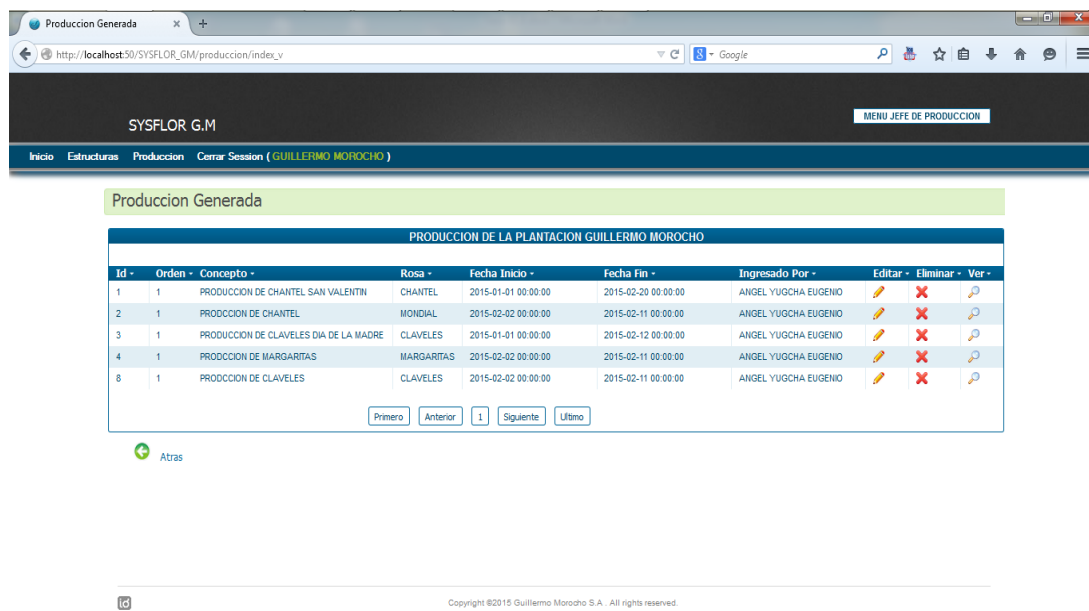 Produccion Generada
http://localhost:50/SYSFLOR_GM/produccion/index_v
Google
SYSFLOR G.M
MENU JEFE DE PRODUCCION
Inicio Estructuras Produccion Cerrar Session ( GUILLERMO MOROCHO )
Produccion Generada
PRODUCCION DE LA PLANTACION GUILLERMO MOROCHO
Id Orden Concepto Rosa Fecha Inicio Fecha Fin Ingresado Por Editar Eliminar Ver
1 1 PRODUCCION DE CHANTEL SAN VALENTIN CHANTEL 2015-01-01 00:00:00 2015-02-20 00:00:00 ANGEL YUGCHA EUGENIO
2 1 PRODCCION DE CHANTEL MONDIAL 2015-02-02 00:00:00 2015-02-11 00:00:00 ANGEL YUGCHA EUGENIO
3 1 PRODUCCION DE CLAVELES DIA DE LA MADRE CLAVELES 2015-01-01 00:00:00 2015-02-12 00:00:00 ANGEL YUGCHA EUGENIO
4 1 PRODCCION DE MARGARITAS MARGARITAS 2015-02-02 00:00:00 2015-02-11 00:00:00 ANGEL YUGCHA EUGENIO
8 1 PRODCCION DE CLAVELES CLAVELES 2015-02-02 00:00:00 2015-02-11 00:00:00 ANGEL YUGCHA EUGENIO
Primero Anterior 1 Siguiente Ultimo
Atras
Copyright ©2015 Guillermo Morocho S.A . All rights reserved.